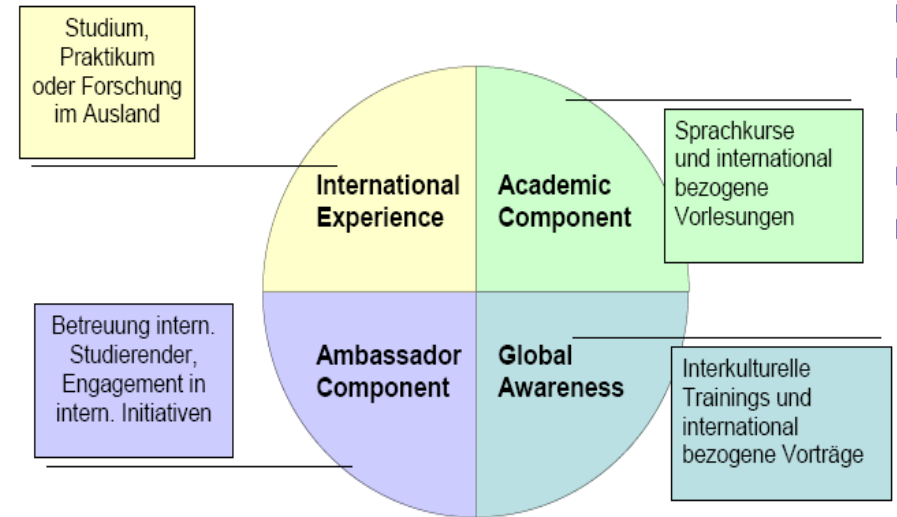 Studium,
Praktikum
oder Forschung
im Ausland
International
Experience
Academic
Component
Sprachkurse
und international
bezogene
Vorlesungen
Betreuung intern.
Studierender,
Engagement in
intern. Initiativen
Ambassador
Component
Global
Awareness
Interkulturelle
Trainings und
international
bezogene Vorträge